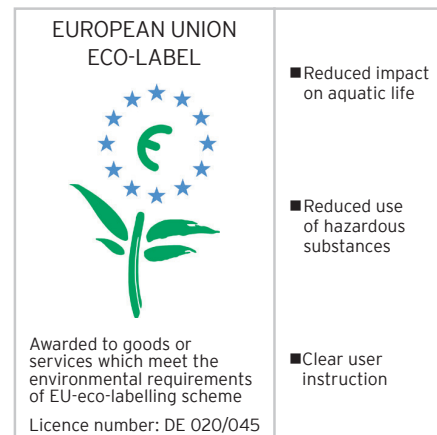 EUROPEAN UNION
ECO-LABEL
Awarded to goods or
services which meet the
environmental requirements
of EU-eco-labelling scheme
Licence number: DE 020/045
■Reduced impact
on aquatic life
■Reduced use
of hazardous
substances
■Clear user
instruction